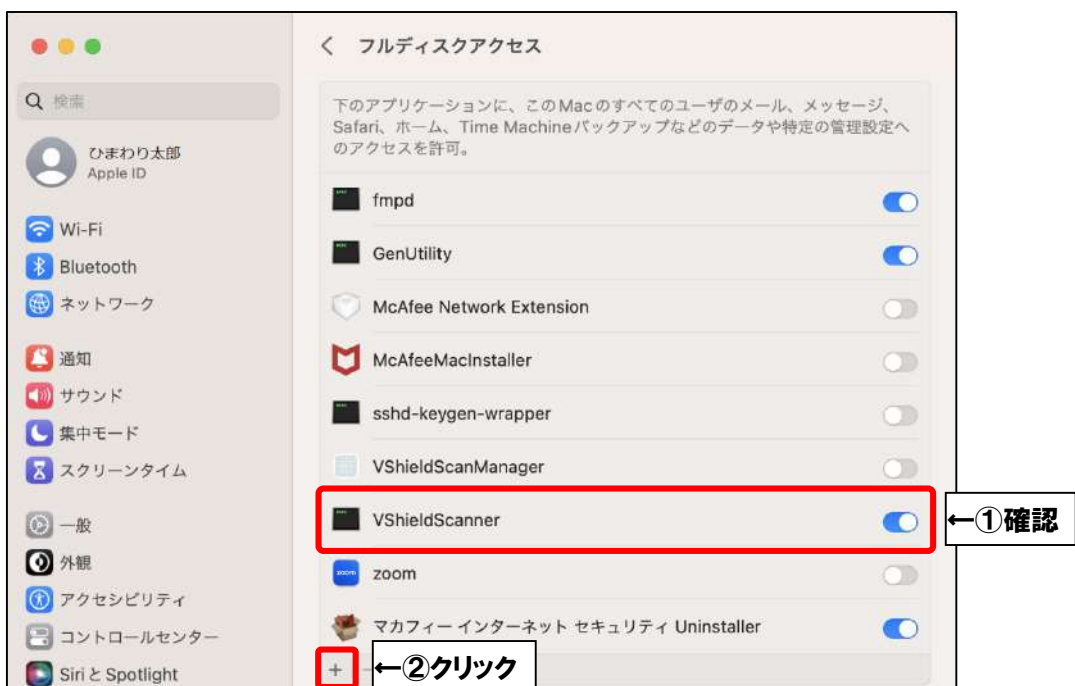 フルディスクアクセス
検索
ひまわり太郎
Apple ID
Wi-Fi
Bluetooth
ネットワーク
通知
サウンド
集中モード
スクリーンタイム
一般
外観
アクセシビリティ
コントロールセンター
Siri と Spotlight
下のアプリケーションに、このMacのすべてのユーザのメール、メッセージ、
Safari、ホーム、Time Machineバックアップなどのデータや特定の管理設定へ
のアクセスを許可。
fmpd
GenUtility
McAfee Network Extension
McAfeeMacInstaller
sshd-keygen-wrapper
VShieldScanManager
VShieldScanner
←①確認
zoom
マカフィー インターネット セキュリティ Uninstaller
+
←②クリック